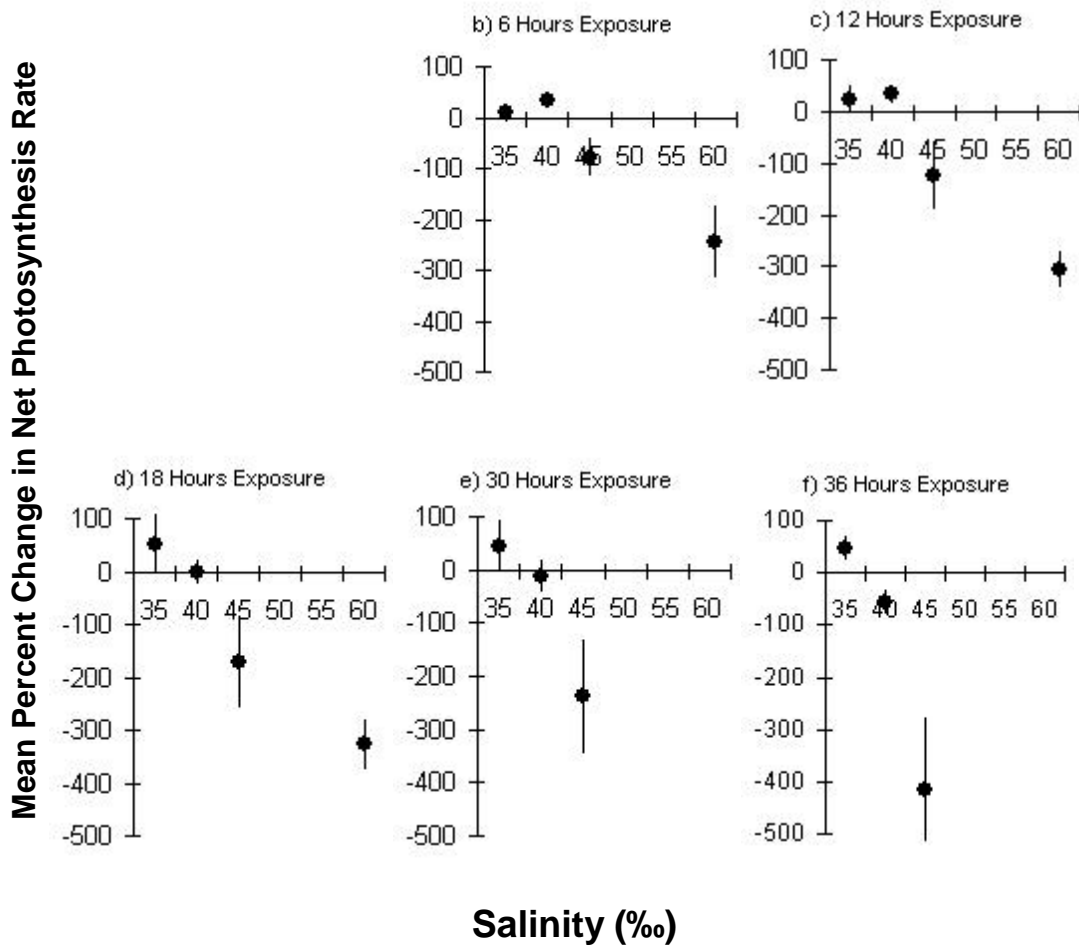 Mean Percent Change in Net Photosynthesis Rate
b) 6 Hours Exposure
100
0
-100
-200
-300
-400
-500
35 40 45 50 55 60
c) 12 Hours Exposure
100
0
-100
-200
-300
-400
-500
35 40 45 50 55 60
d) 18 Hours Exposure
100
0
-100
-200
-300
-400
-500
35 40 45 50 55 60
e) 30 Hours Exposure
100
0
-100
-200
-300
-400
-500
35 40 45 50 55 60
f) 36 Hours Exposure
100
0
-100
-200
-300
-400
-500
35 40 45 50 55 60
Salinity (‰)